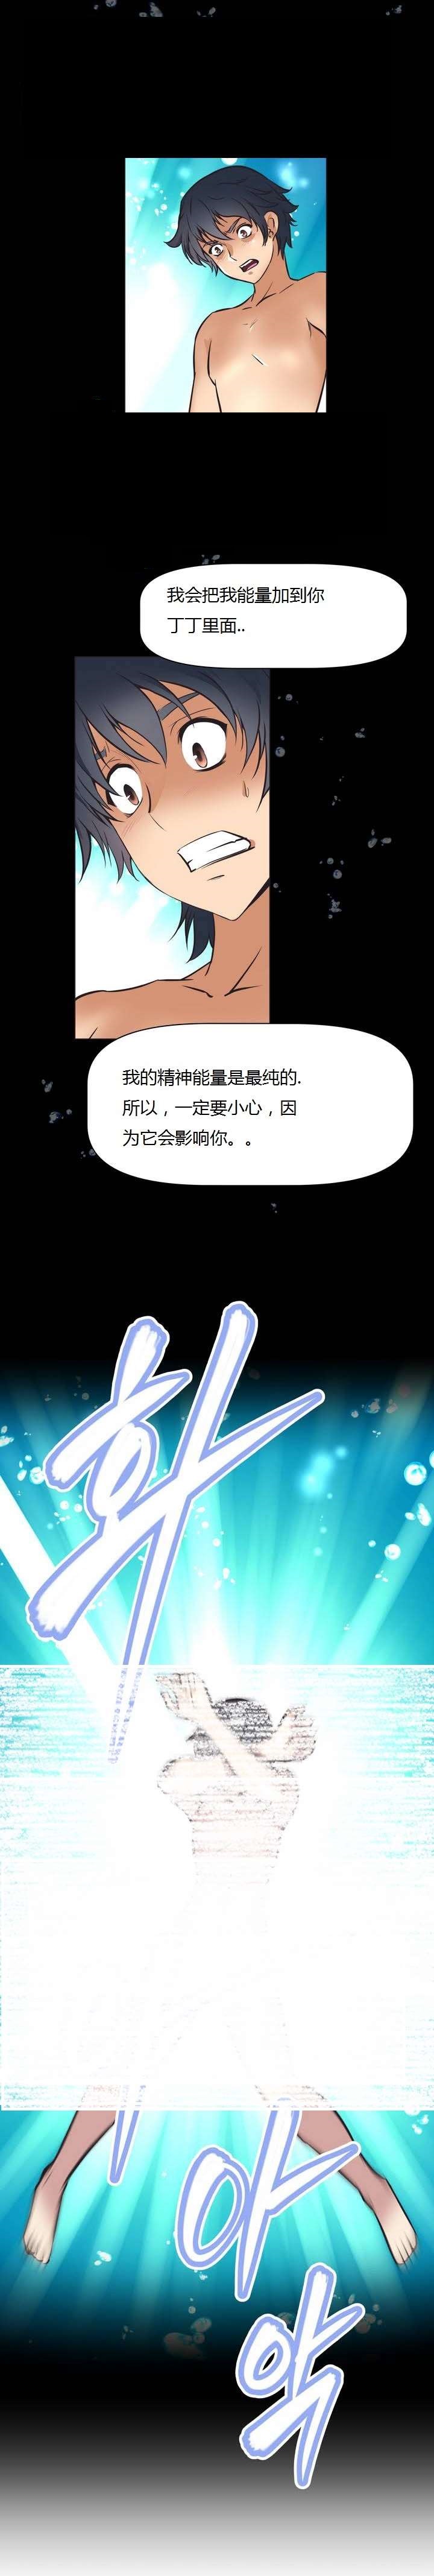 我会把我能量加到你
丁丁里面..
我的精神能量是最纯的.
所以，一定要小心，因
为它会影响你。。
화
아
악